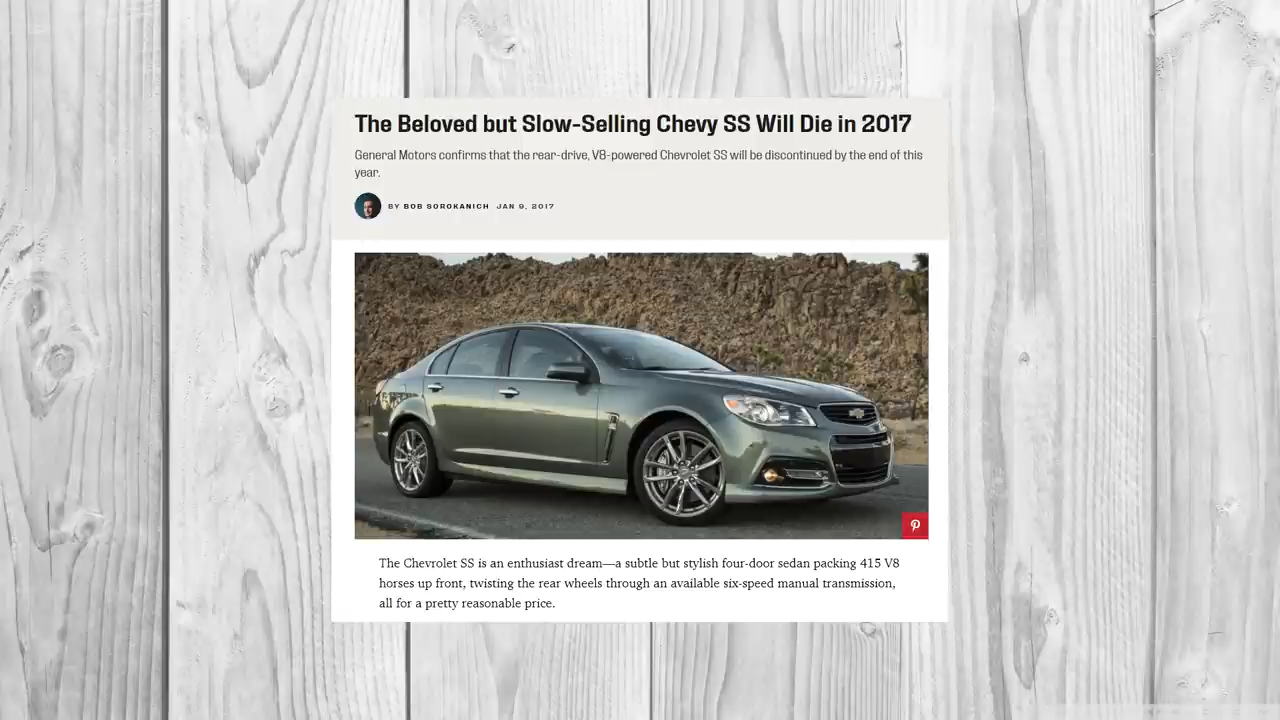 The Beloved but Slow-Selling Chevy SS Will Die in 2017
General Motors confirms that the rear-drive, V8-powered Chevrolet SS will be discontinued by the end of this
year.
BY BOB SOROKANICH JAN 9, 2017
The Chevrolet SS is an enthusiast dream—a subtle but stylish four-door sedan packing 415 V8
horses up front, twisting the rear wheels through an available six-speed manual transmission,
all for a pretty reasonable price.